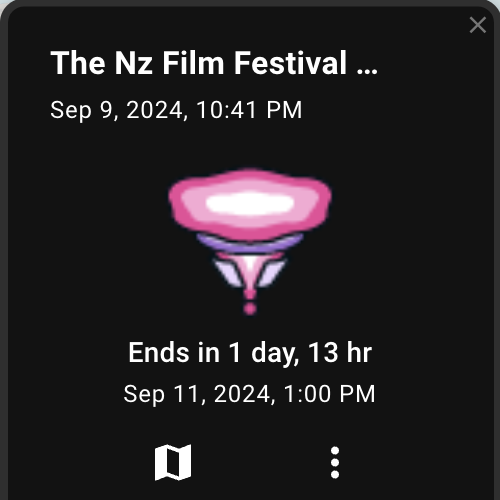 The Nz Film Festival ...
Sep 9, 2024, 10:41 PM
Ends in 1 day, 13 hr
Sep 11, 2024, 1:00 PM